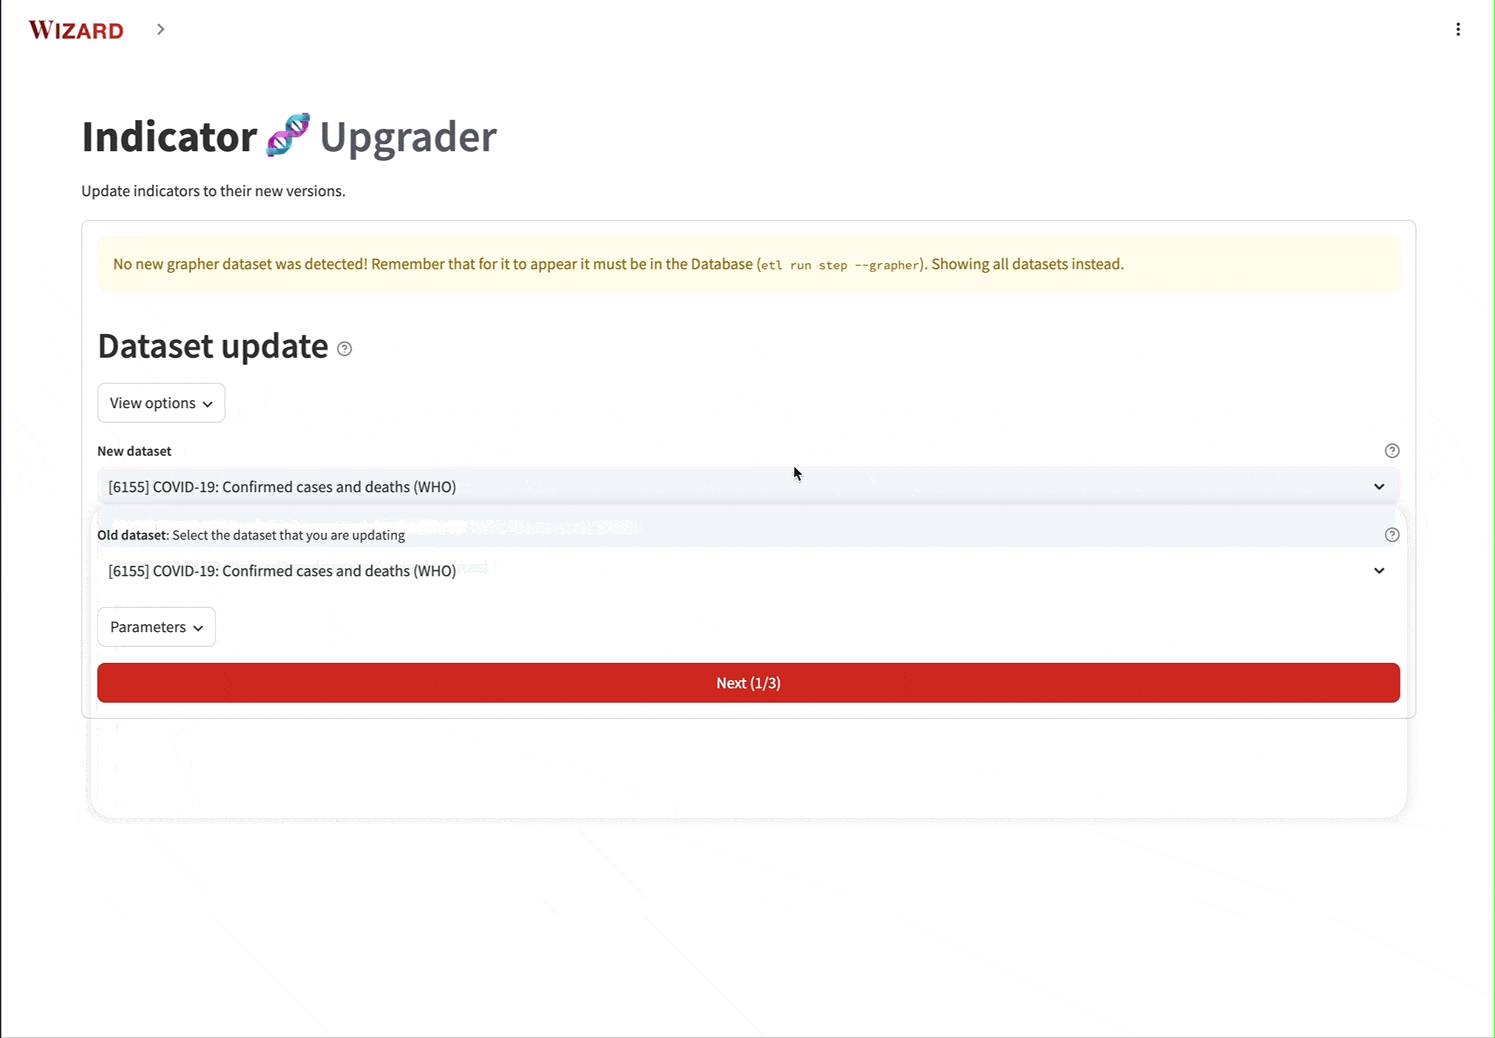 WIZARD
Indicator Upgrader
Update indicators to their new versions.
No new grapher dataset was detected! Remember that for it to appear it must be in the Database (etl run step --grapher). Showing all datasets instead.
Dataset update
View options
New dataset
[6155] COVID-19: Confirmed cases and deaths (WHO)
Old dataset: Select the dataset that you are updating
[6155] COVID-19: Confirmed cases and deaths (WHO)
Parameters
Next (1/3)